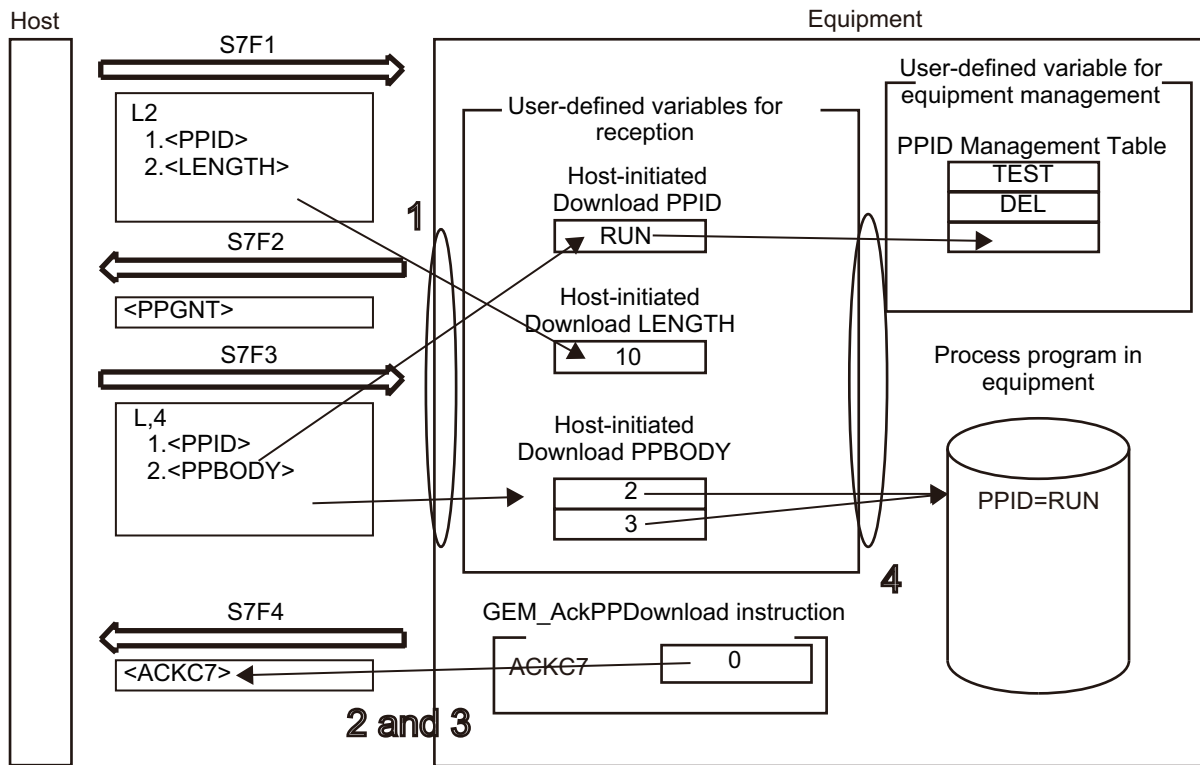 Host
Equipment
S7F1
L2
1.<PPID>
2.<LENGTH>
1
S7F2
<PPGNT>
S7F3
L,4
1.<PPID>
2.<PPBODY>
S7F4
<ACKC7>
2 and 3
User-defined variables for
reception
Host-initiated
Download PPID
RUN
Host-initiated
Download LENGTH
10
Host-initiated
Download PPBODY
2
3
4
GEM_AckPPDownload instruction
ACKC7
0
User-defined variable for
equipment management
PPID Management Table
TEST
DEL
Process program in
equipment
PPID=RUN